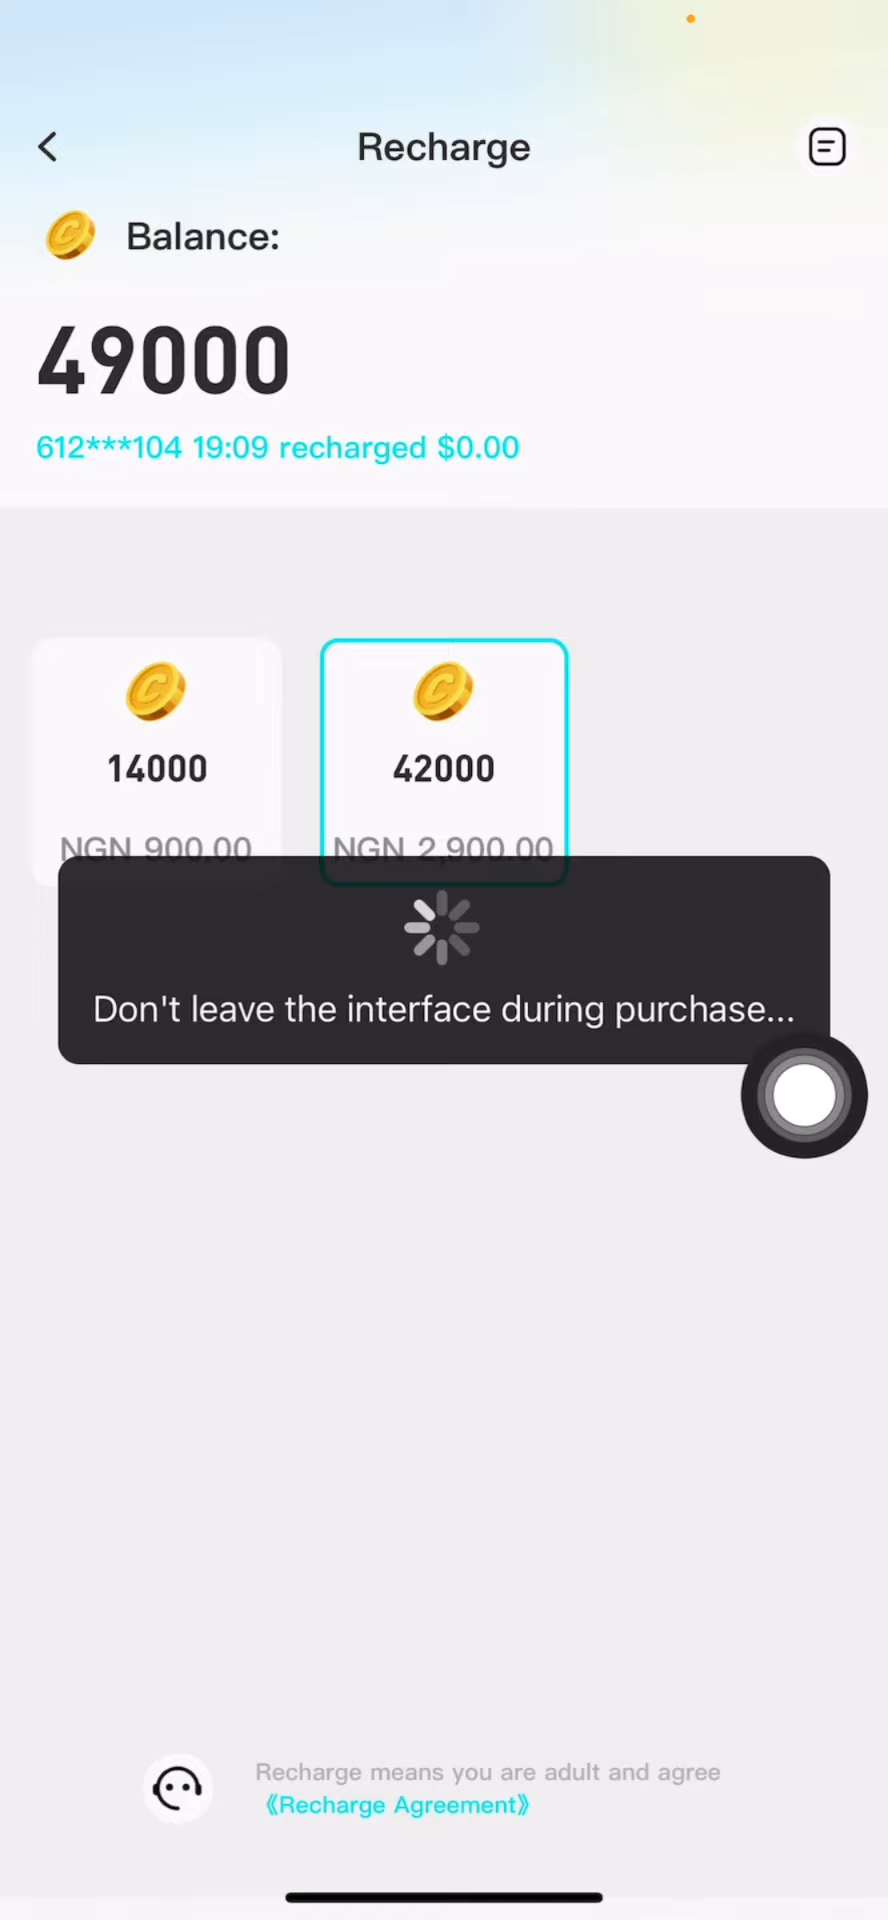 Recharge
Balance:
49000
612***104 19:09 recharged $0.00
14000
42000
NGN 900.00
NGN 2,900.00
Don't leave the interface during purchase...
Recharge means you are adult and agree
《Recharge Agreement》